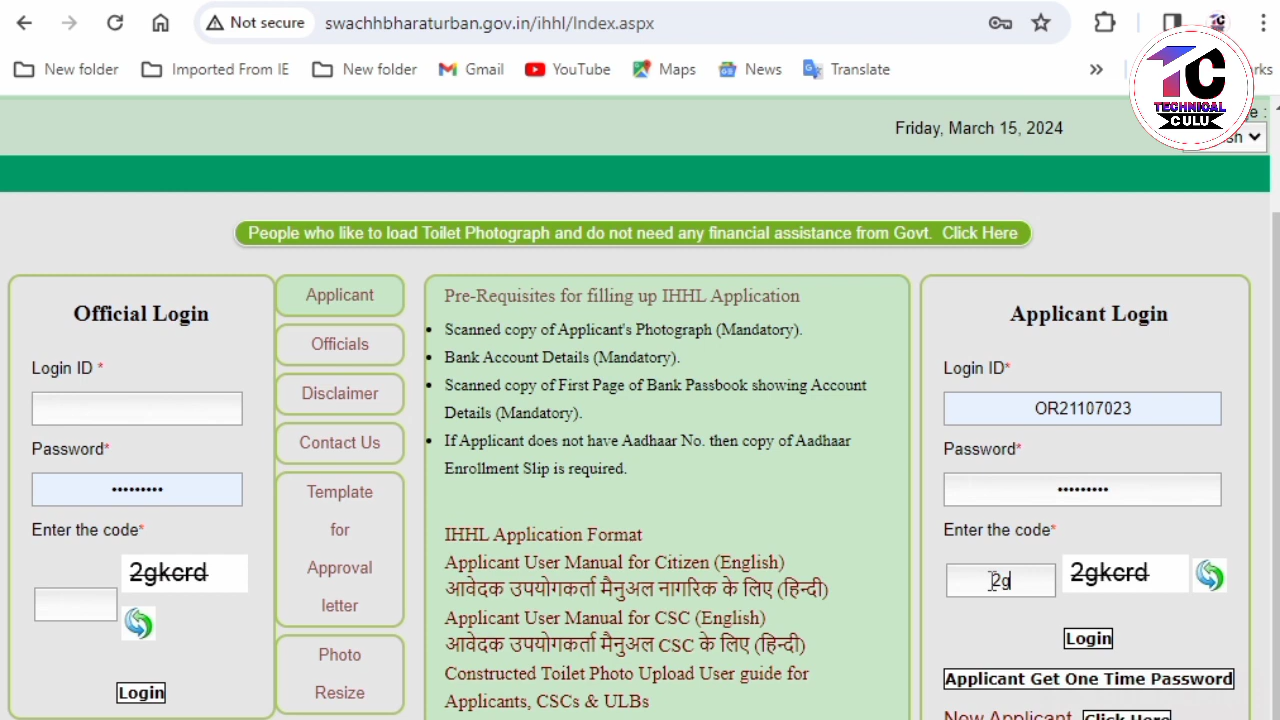 Not secure swachhbharaturban.gov.in/ihhl/Index.aspx
New folder Imported From IE New folder Gmail YouTube Maps News Translate »
TC
TECHNICAL
CULU
Friday, March 15, 2024
People who like to load Toilet Photograph and do not need any financial assistance from Govt. Click Here
Official Login
Login ID *
Password*
•••••••••
Enter the code*
2gkcrd
Login
Applicant
Officials
Disclaimer
Contact Us
Template
for
Approval
letter
Photo
Resize
Pre-Requisites for filling up IHHL Application
• Scanned copy of Applicant's Photograph (Mandatory).
• Bank Account Details (Mandatory).
• Scanned copy of First Page of Bank Passbook showing Account
Details (Mandatory).
• If Applicant does not have Aadhaar No. then copy of Aadhaar
Enrollment Slip is required.
IHHL Application Format
Applicant User Manual for Citizen (English)
आवेदक उपयोगकर्ता मैनुअल नागरिक के लिए (हिन्दी)
Applicant User Manual for CSC (English)
आवेदक उपयोगकर्ता मैनुअल CSC के लिए (हिन्दी)
Constructed Toilet Photo Upload User guide for
Applicants, CSCs & ULBs
Applicant Login
Login ID*
OR21107023
Password*
•••••••••
Enter the code*
2g 2gkcrd
Login
Applicant Get One Time Password
New Applicant Click Here